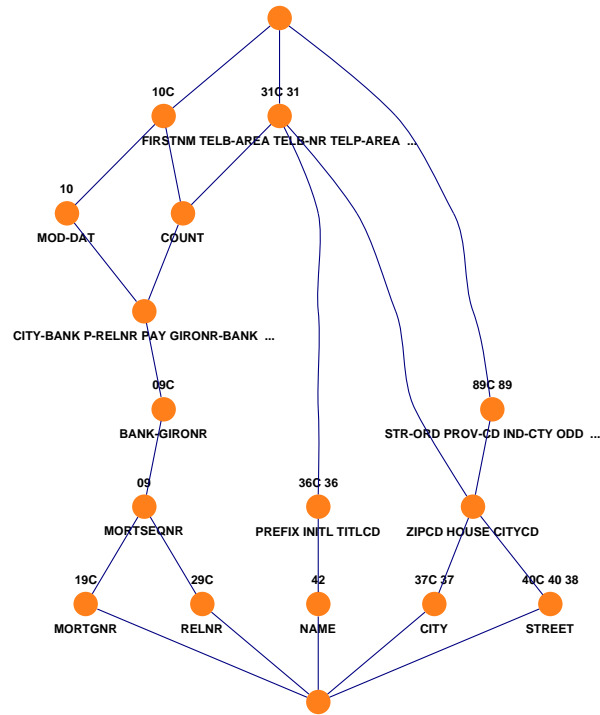 10C
31C 31
FIRSTNM TELB-AREA TELB-NR TELP-AREA ...
10
MOD-DAT
COUNT
CITY-BANK P-RELNR PAY GIRONR-BANK ...
09C
89C 89
BANK-GIRONR
STR-ORD PROV-CD IND-CTY ODD ...
09
36C 36
MORTSEQNR
PREFIX INITL TITLCD
ZIPCD HOUSE CITYCD
19C
29C
42
37C 37
40C 40 38
MORTGNR
RELNR
NAME
CITY
STREET